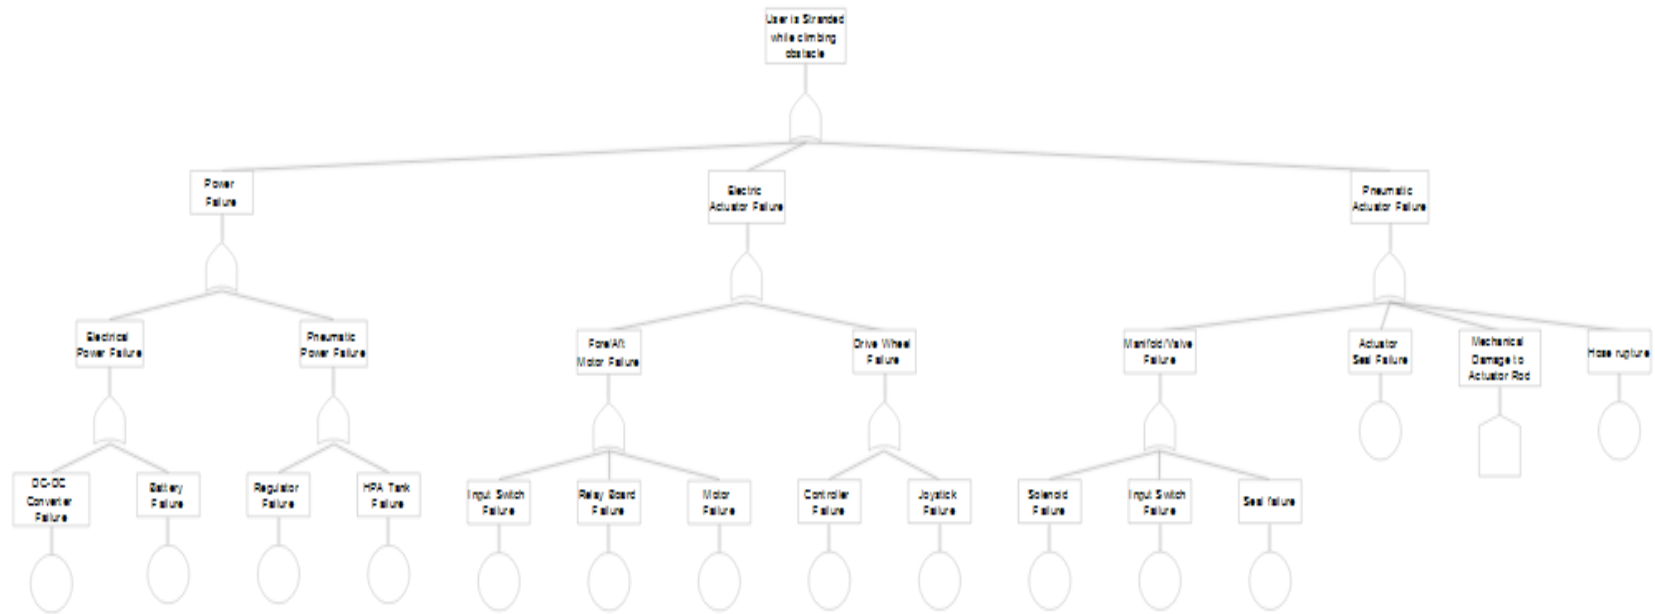 User is Stranded
while climbing
obstacle
Power
Failure
Electric
Actuator Failure
Pneumatic
Actuator Failure
Electrical
Power Failure
Pneumatic
Power Failure
Fore/Aft
Motor Failure
Drive Wheel
Failure
Manifold/Valve
Failure
Actuator
Seal Failure
Mechanical
Damage to
Actuator Rod
Hose rupture
DC-DC
Converter
Failure
Battery
Failure
Regulator
Failure
HPA Tank
Failure
Input Switch
Failure
Relay Board
Failure
Motor
Failure
Controller
Failure
Joystick
Failure
Solenoid
Failure
Input Switch
Failure
Seal failure